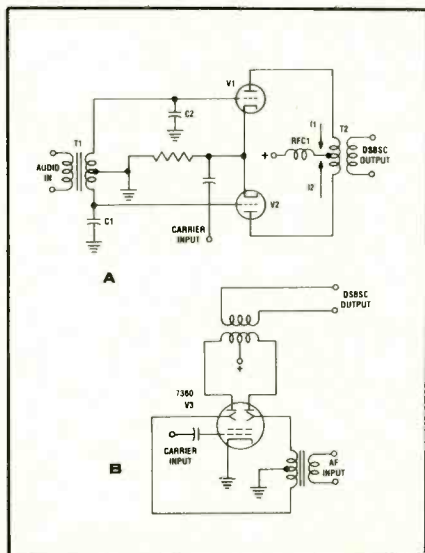 V1
C2
T1
AUDIO
IN
I1
T2
RFC1
+
DSBSC
OUTPUT
I2
V2
C1
CARRIER
INPUT
A
DSBSC
OUTPUT
+
7360
V3
CARRIER
INPUT
AF
INPUT
B